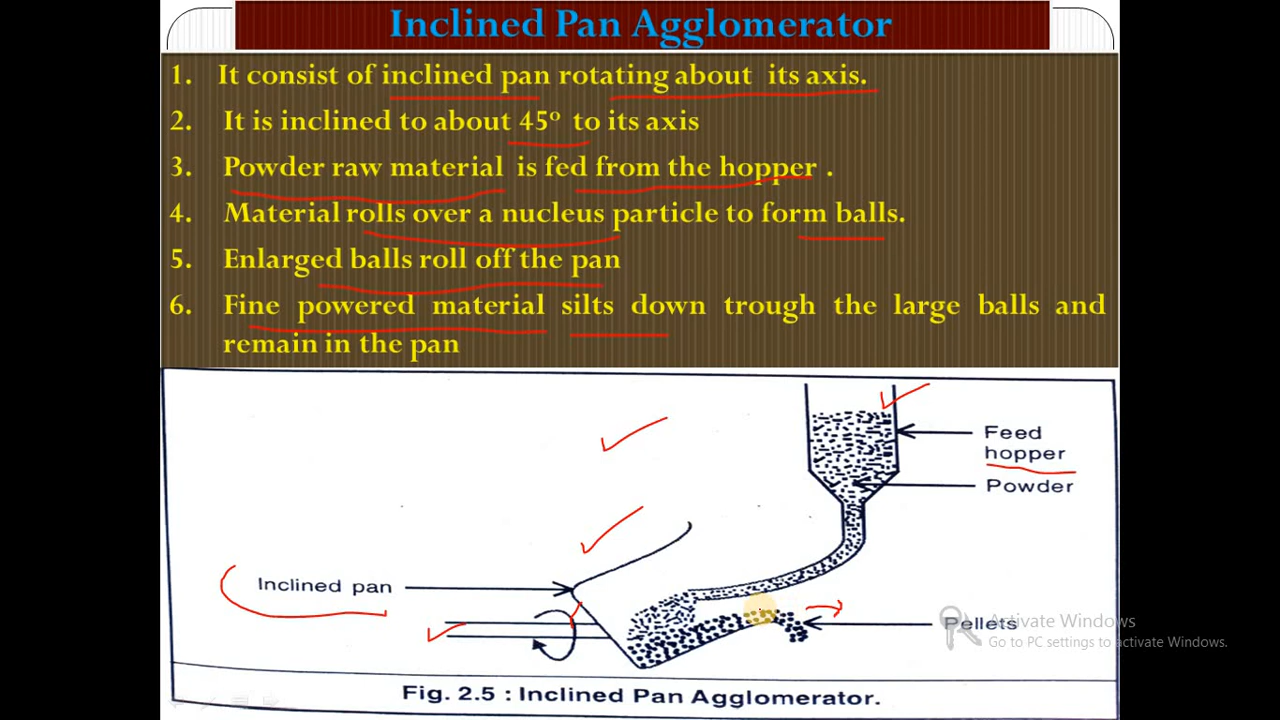 Inclined Pan Agglomerator
1. It consist of inclined pan rotating about its axis.
2. It is inclined to about 45° to its axis
3. Powder raw material is fed from the hopper .
4. Material rolls over a nucleus particle to form balls.
5. Enlarged balls roll off the pan
6. Fine powered material silts down trough the large balls and
remain in the pan
Feed
hopper
Powder
Inclined pan
Pellets
Activate Windows
Go to PC settings to activate Windows.
Fig. 2.5 : Inclined Pan Agglomerator.